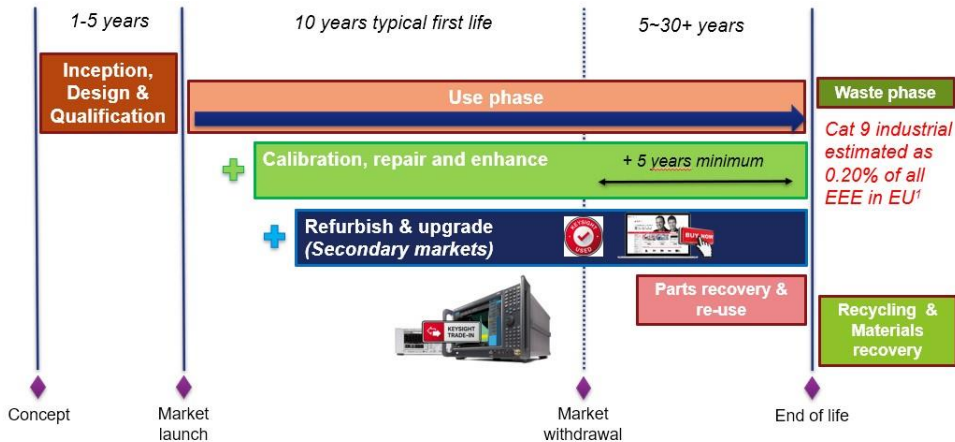 1-5 years
10 years typical first life
5~30+ years
Inception,
Design &
Qualification
Use phase
Waste phase
Cat 9 industrial
estimated as
0.20% of all
EEE in EU1
Calibration, repair and enhance
+ 5 years minimum
Refurbish & upgrade
(Secondary markets)
KEYSIGHT
USED
BUY NOW
Parts recovery &
re-use
Recycling &
Materials
recovery
KEYSIGHT
TRADE-IN
Concept
Market
launch
Market
withdrawal
End of life